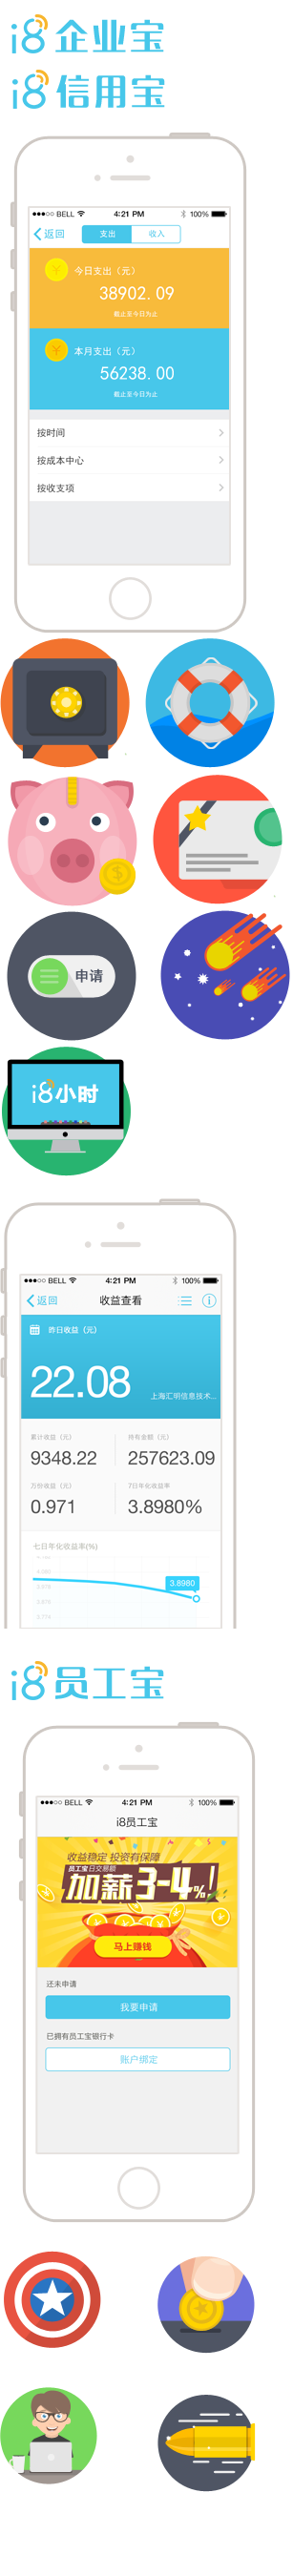 i8 企业宝
i8 信用宝
BELL 4:21 PM 100%
返回 支出 收入
今日支出（元）
38902.09
截止至今日为止
本月支出（元）
56238.00
截止至今日为止
按时间
按成本中心
按收支项
申请
i8小时
BELL 4:21 PM 100%
返回 收益查看
昨日收益（元）
22.08
上海汇明信息技术...
累计收益（元） 持有金额（元）
9348.22 257623.09
万份收益（元） 7日年化收益率
0.971 3.8980%
七日年化收益率(%)
3.8980
i8 员工宝
BELL 4:21 PM 100%
i8员工宝
收益稳定 投资有保障
员工宝日交易额
加薪3-4%!
马上赚钱
还未申请
我要申请
已拥有员工宝银行卡
账户绑定